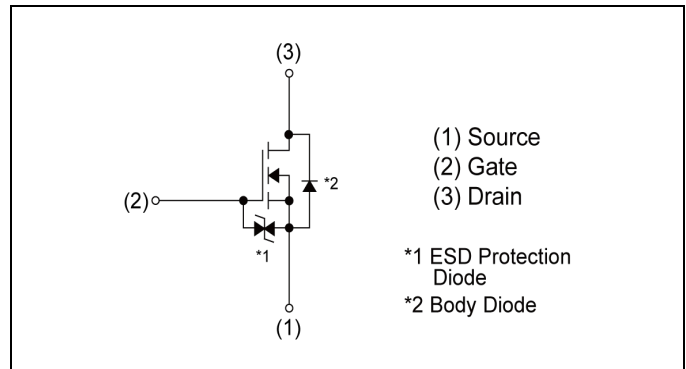 (3)
(2)
*2
*1
(1)
(1) Source
(2) Gate
(3) Drain
*1 ESD Protection
Diode
*2 Body Diode